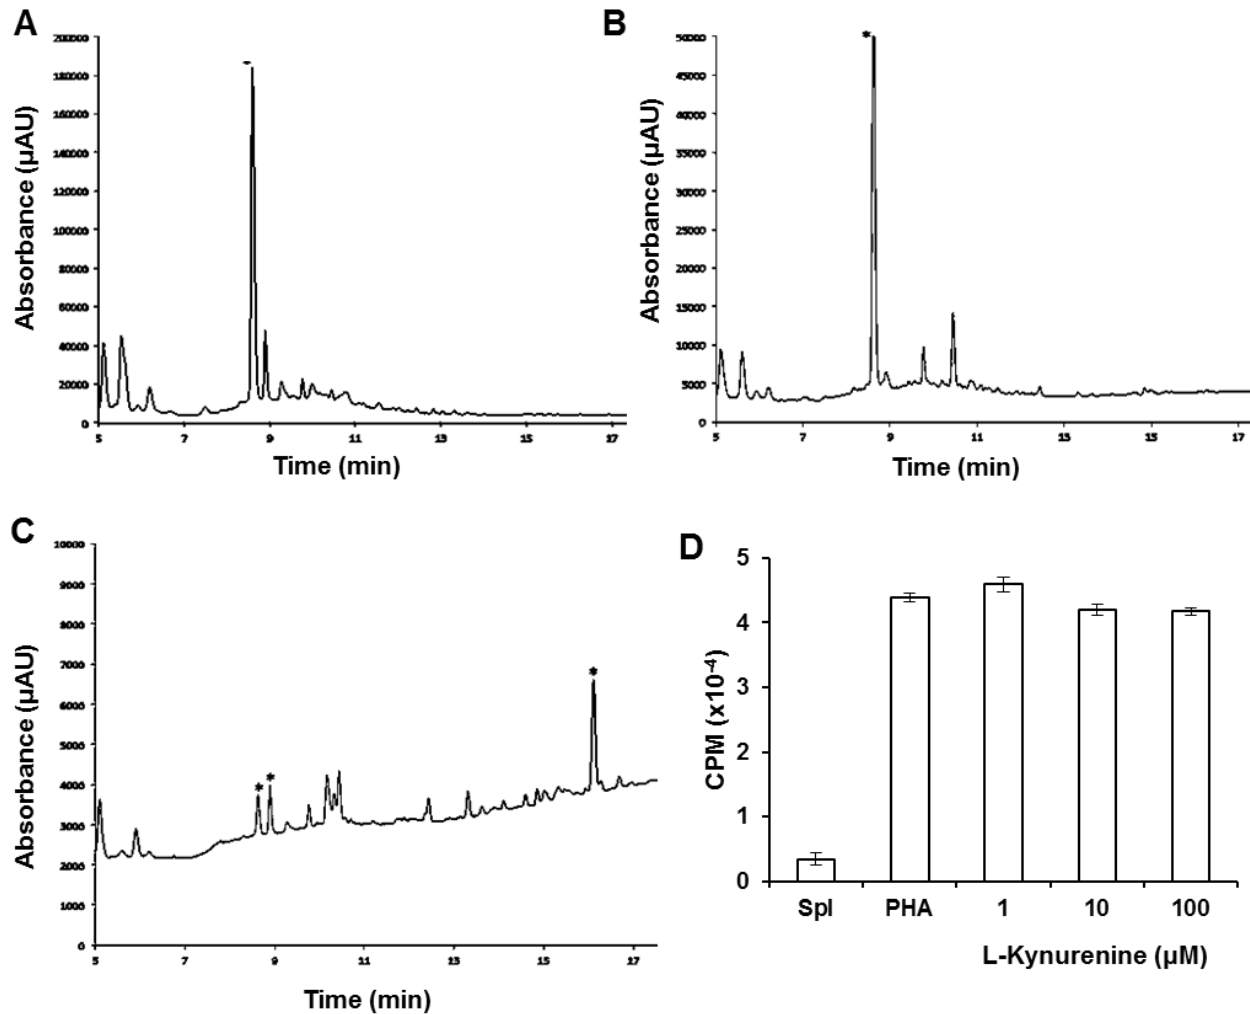 A
200000
180000
160000
140000
120000
100000
80000
60000
40000
20000
0
Absorbance (µAU)
5 7 9 11 13 15 17
Time (min)
B
*
50000
45000
40000
35000
30000
25000
20000
15000
10000
5000
0
Absorbance (µAU)
5 7 9 11 13 15 17
Time (min)
C
10000
9000
8000
7000
6000
5000
4000
3000
2000
1000
0
Absorbance (µAU)
* * *
5 7 9 11 13 15 17
Time (min)
D
5
4
3
2
1
0
CPM (x10⁻⁴)
Spl PHA 1 10 100
L-Kynurenine (µM)